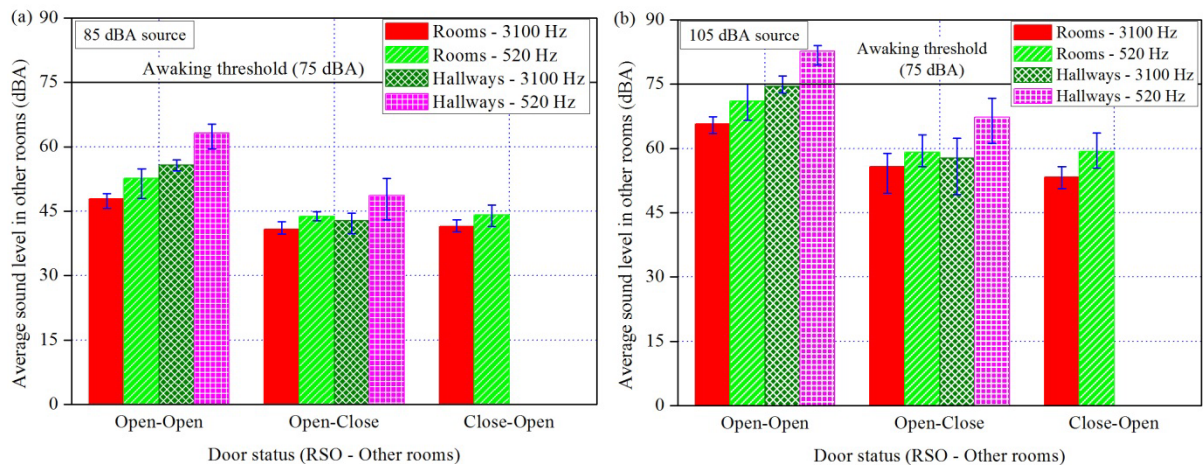 (a)
85 dBA source
Rooms - 3100 Hz
Rooms - 520 Hz
Hallways - 3100 Hz
Hallways - 520 Hz
Awaking threshold (75 dBA)
Average sound level in other rooms (dBA)
90
75
60
45
30
15
0
Open-Open
Open-Close
Close-Open
Door status (RSO - Other rooms)
(b)
105 dBA source
Rooms - 3100 Hz
Rooms - 520 Hz
Hallways - 3100 Hz
Hallways - 520 Hz
Awaking threshold
(75 dBA)
Average sound level in other rooms (dBA)
90
75
60
45
30
15
0
Open-Open
Open-Close
Close-Open
Door status (RSO - Other rooms)